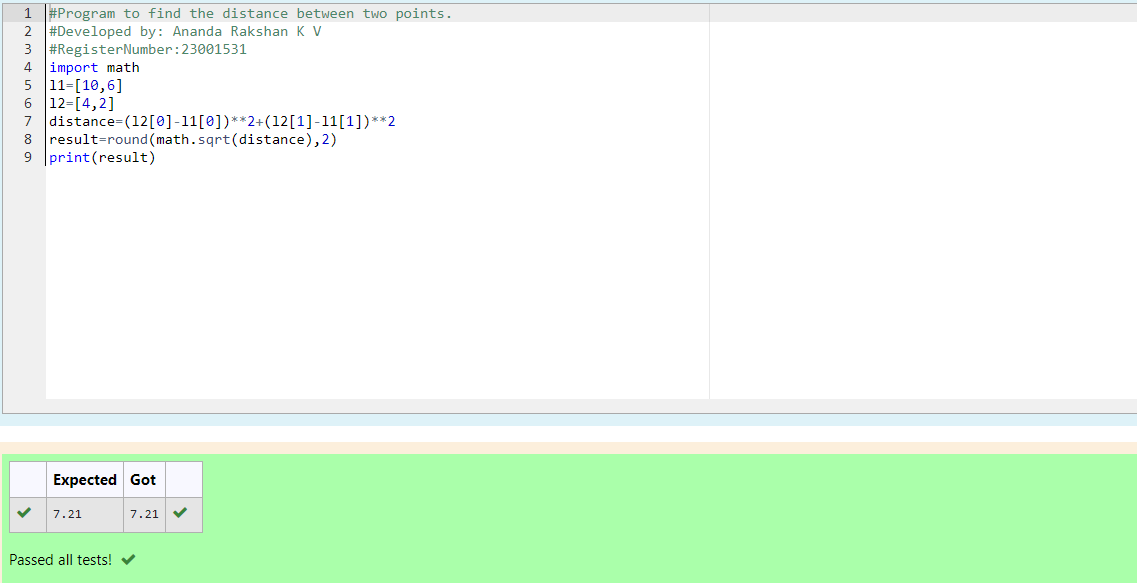 1 #Program to find the distance between two points.
2 #Developed by: Ananda Rakshan K V
3 #RegisterNumber:23001531
4 import math
5 l1=[10,6]
6 l2=[4,2]
7 distance=(l2[0]-l1[0])**2+(l2[1]-l1[1])**2
8 result=round(math.sqrt(distance),2)
9 print(result)
Expected Got
7.21 7.21
Passed all tests!